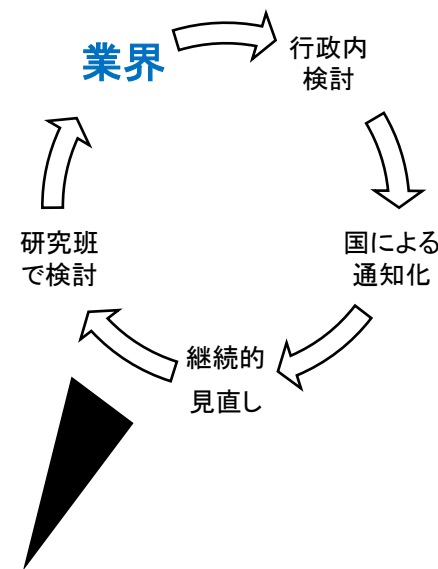 業界
行政内
検討
国による
通知化
継続的
見直し
研究班
で検討